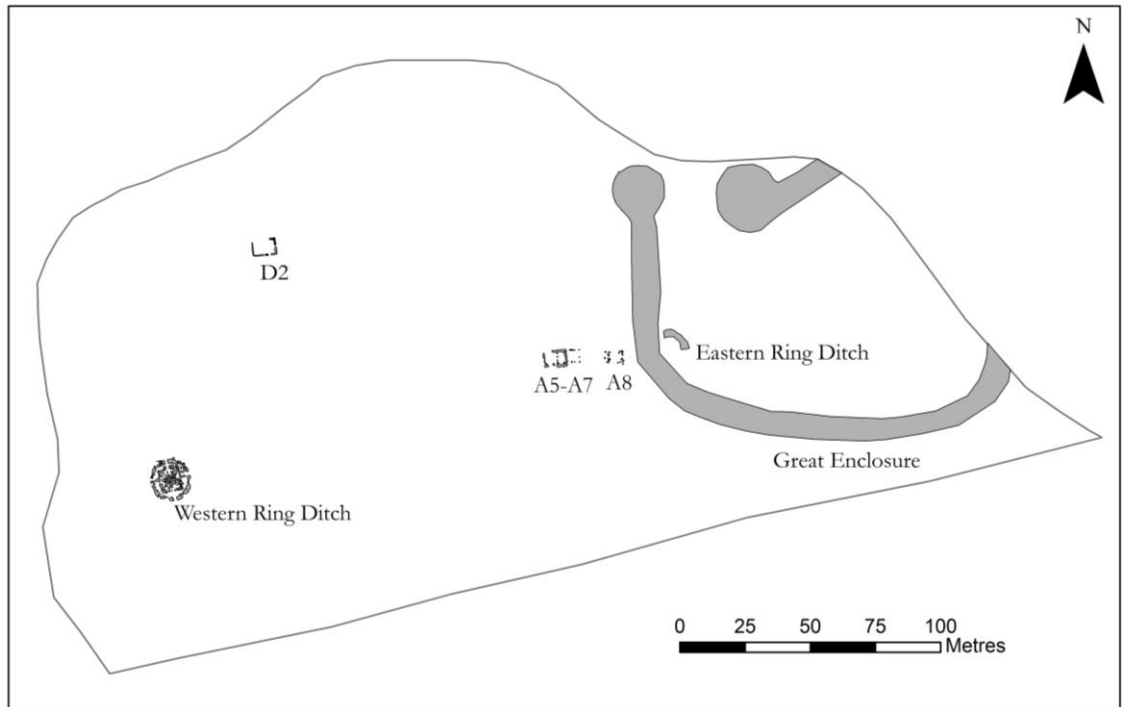 N
D2
Eastern Ring Ditch
A5-A7 A8
Great Enclosure
Western Ring Ditch
0 25 50 75 100
Metres